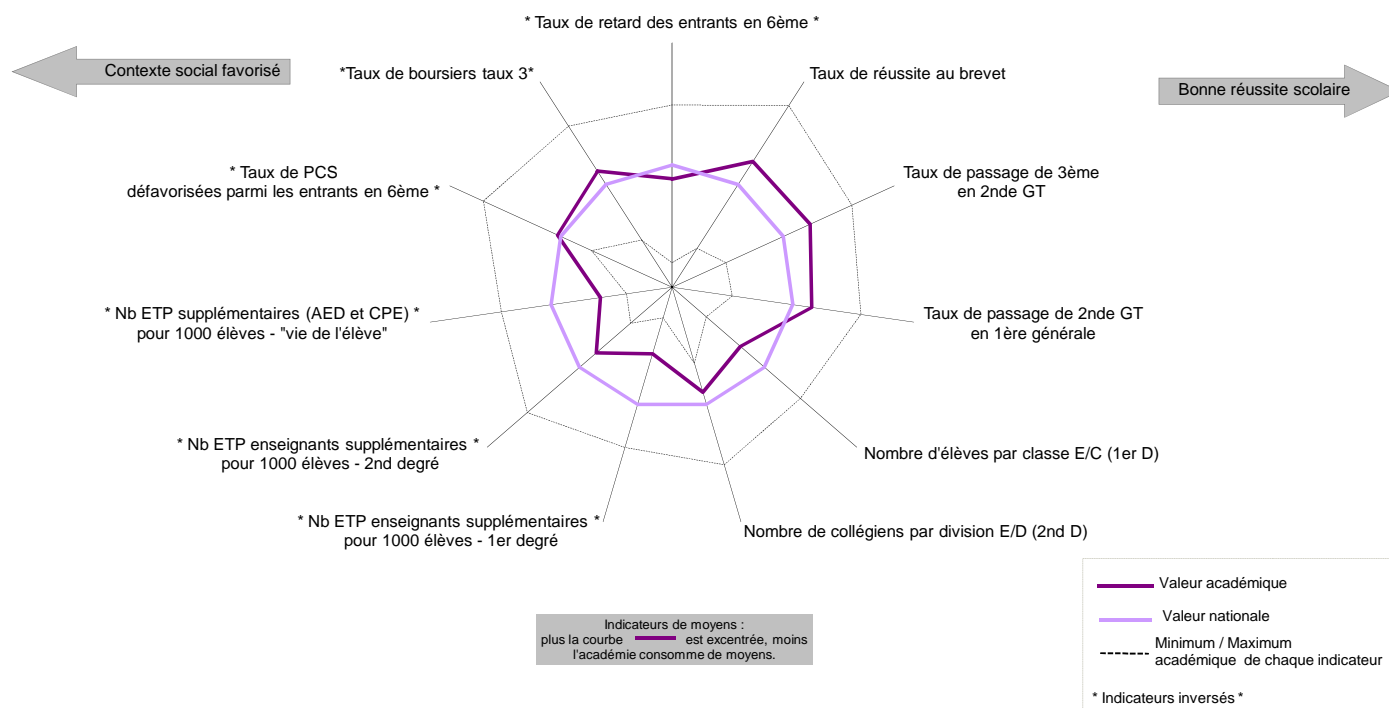 * Taux de retard des entrants en 6ème *
Contexte social favorisé
*Taux de boursiers taux 3*
Taux de réussite au brevet
Bonne réussite scolaire
* Taux de PCS
défavorisées parmi les entrants en 6ème *
Taux de passage de 3ème
en 2nde GT
* Nb ETP supplémentaires (AED et CPE) *
pour 1000 élèves - "vie de l'élève"
Taux de passage de 2nde GT
en 1ère générale
* Nb ETP enseignants supplémentaires *
pour 1000 élèves - 2nd degré
Nombre d'élèves par classe E/C (1er D)
* Nb ETP enseignants supplémentaires *
pour 1000 élèves - 1er degré
Nombre de collégiens par division E/D (2nd D)
Indicateurs de moyens :
plus la courbe est excentrée, moins
l'académie consomme de moyens.
Valeur académique
Valeur nationale
Minimum / Maximum
académique de chaque indicateur
* Indicateurs inversés *